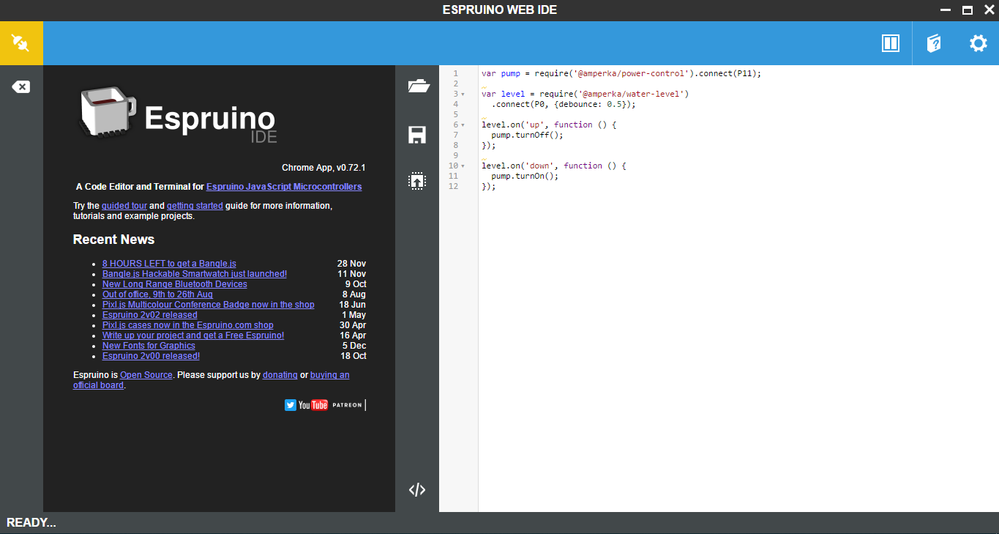 ESPRUINO WEB IDE
Espruino
IDE
Chrome App, v0.72.1
A Code Editor and Terminal for Espruino JavaScript Microcontrollers
Try the guided tour and getting started guide for more information,
tutorials and example projects.
Recent News
8 HOURS LEFT to get a Bangle.js 28 Nov
Bangle.js Hackable Smartwatch just launched! 11 Nov
New Long Range Bluetooth Devices 9 Oct
Out of office, 9th to 26th Aug 8 Aug
Pixl.js Multicolour Conference Badge now in the shop 18 Jun
Espruino 2v02 released 1 May
Pixl.js cases now in the Espruino.com shop 30 Apr
Write up your project and get a Free Espruino! 16 Apr
New Fonts for Graphics 5 Dec
Espruino 2v00 released! 18 Oct
Espruino is Open Source. Please support us by donating or buying an
official board.
YouTube PATREON
1 var pump = require('@amperka/power-control').connect(P11);
2
3 var level = require('@amperka/water-level')
4   .connect(P0, {debounce: 0.5});
5
6 level.on('up', function () {
7   pump.turnOff();
8 });
9
10 level.on('down', function () {
11   pump.turnOn();
12 });
</>
READY...